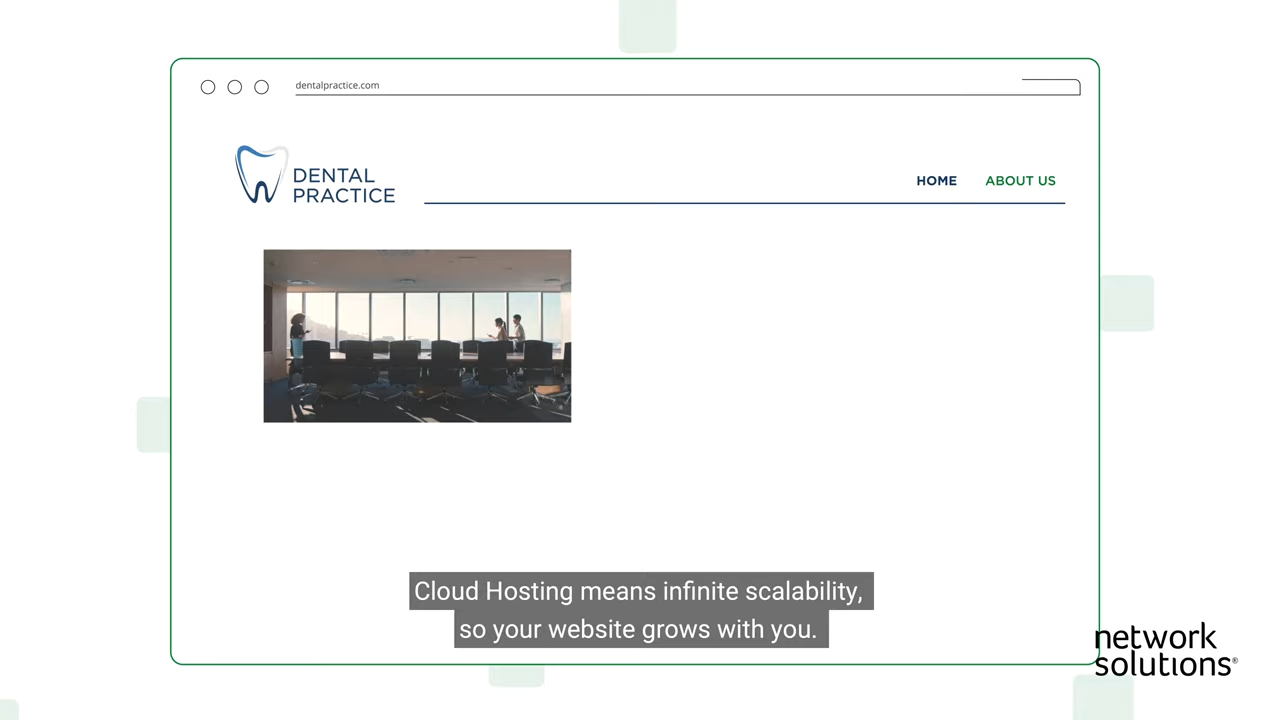 dentalpractice.com
DENTAL
PRACTICE
HOME
ABOUT US
Cloud Hosting means infinite scalability,
so your website grows with you.
network
solutions®